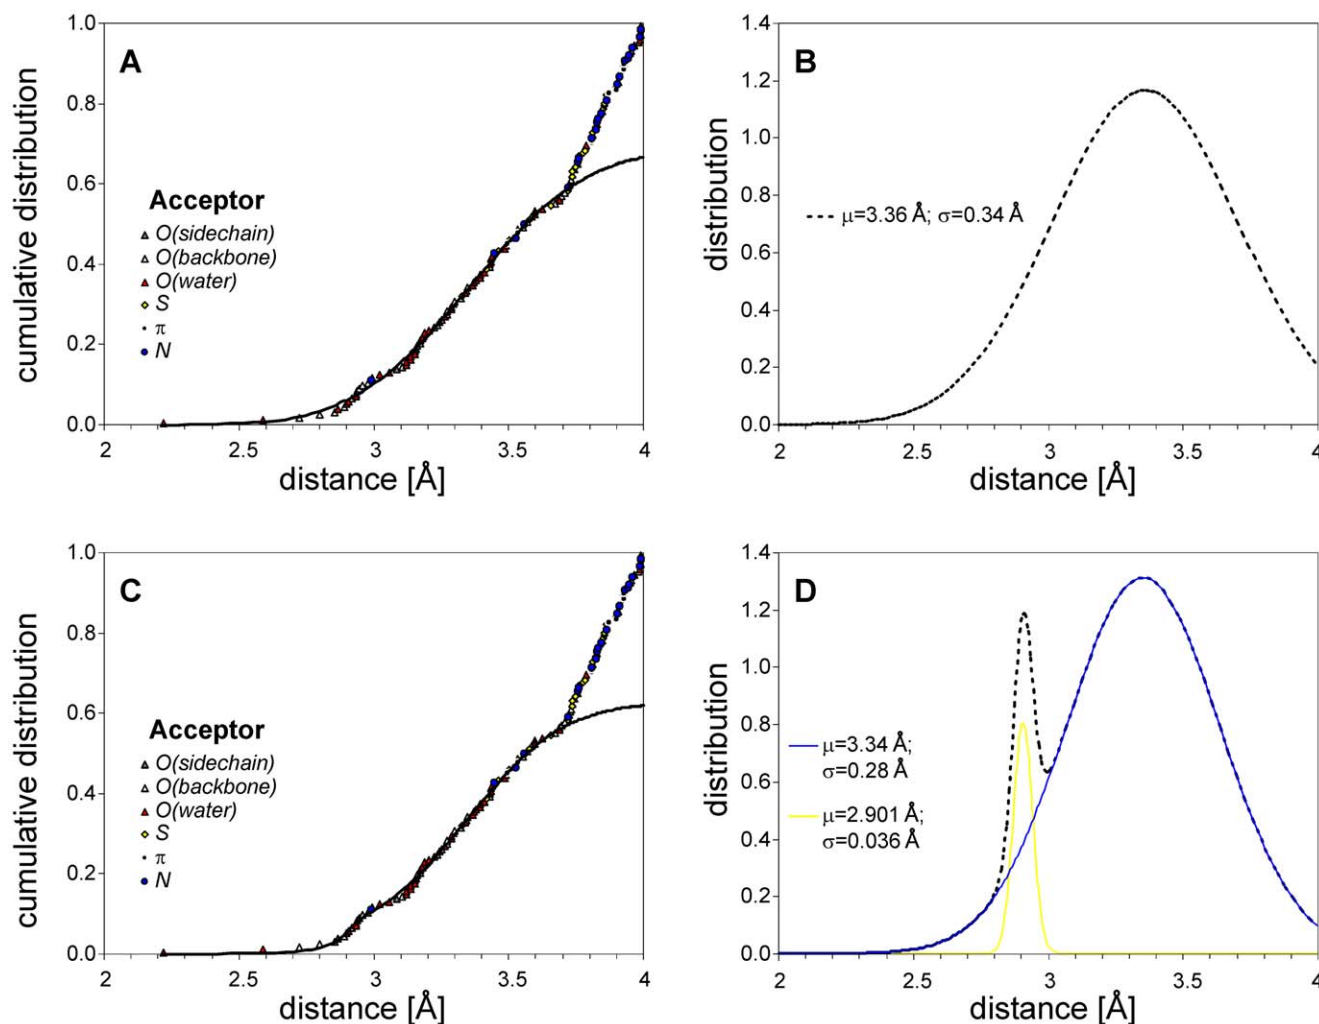 A
cumulative distribution
1.0
0.8
0.6
0.4
0.2
0.0
Acceptor
O(sidechain)
O(backbone)
O(water)
S
π
N
2 2.5 3 3.5 4
distance [Å]
B
distribution
1.4
1.2
1.0
0.8
0.6
0.4
0.2
0.0
μ=3.36 Å; σ=0.34 Å
2 2.5 3 3.5 4
distance [Å]
C
cumulative distribution
1.0
0.8
0.6
0.4
0.2
0.0
Acceptor
O(sidechain)
O(backbone)
O(water)
S
π
N
2 2.5 3 3.5 4
distance [Å]
D
distribution
1.4
1.2
1.0
0.8
0.6
0.4
0.2
0.0
μ=3.34 Å;
σ=0.28 Å
μ=2.901 Å;
σ=0.036 Å
2 2.5 3 3.5 4
distance [Å]